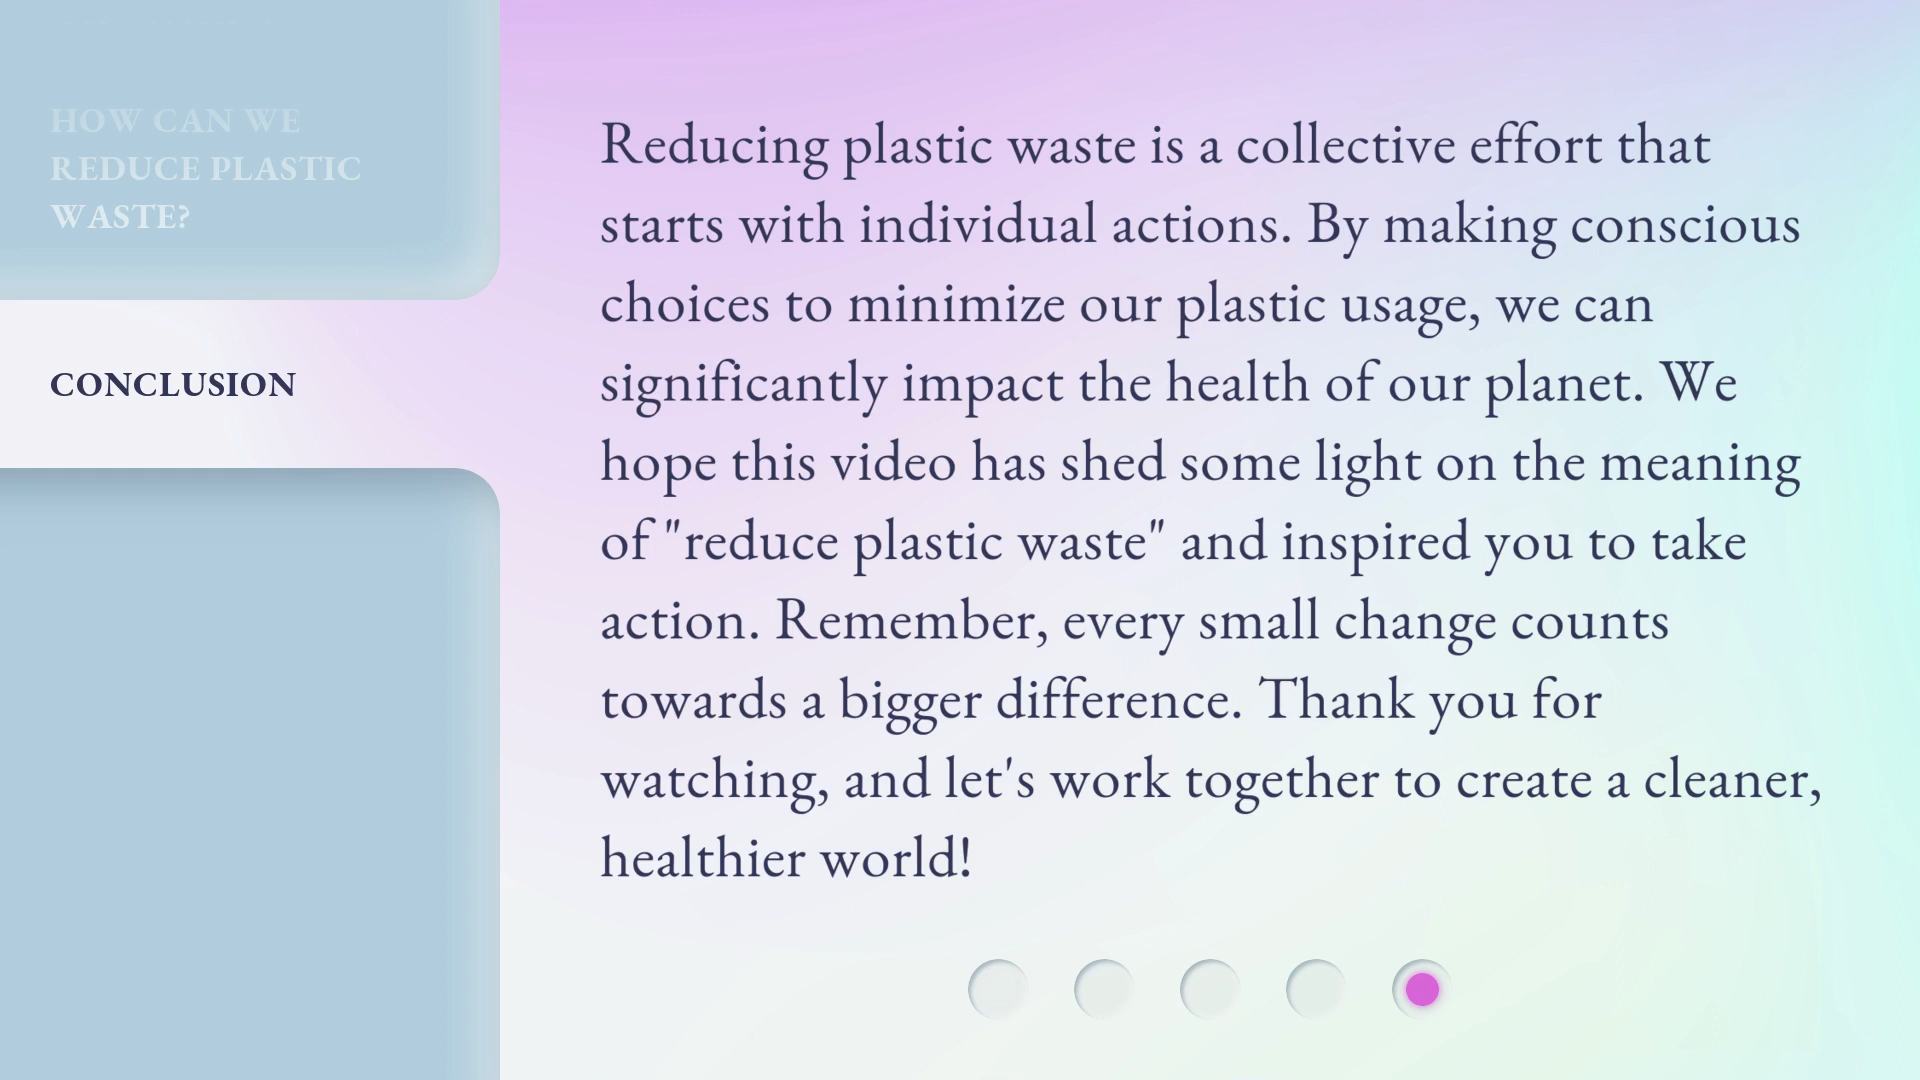 HOW CAN WE
REDUCE PLASTIC
WASTE?
CONCLUSION
Reducing plastic waste is a collective effort that
starts with individual actions. By making conscious
choices to minimize our plastic usage, we can
significantly impact the health of our planet. We
hope this video has shed some light on the meaning
of "reduce plastic waste" and inspired you to take
action. Remember, every small change counts
towards a bigger difference. Thank you for
watching, and let's work together to create a cleaner,
healthier world!